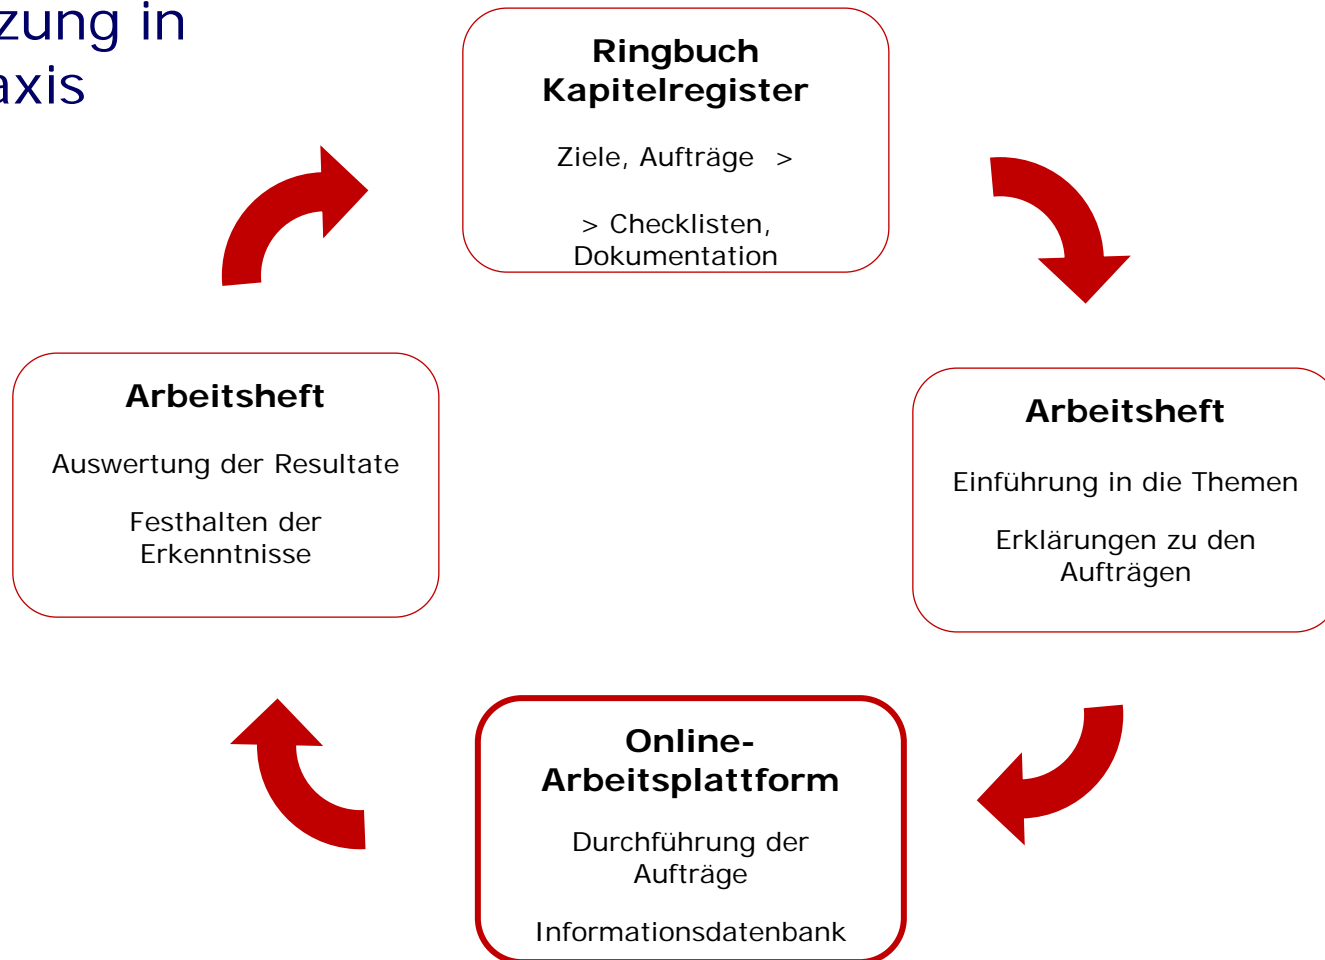 zung in
axis
Ringbuch
Kapitelregister
Ziele, Aufträge >
> Checklisten,
Dokumentation
Arbeitsheft
Einführung in die Themen
Erklärungen zu den
Aufträgen
Online-
Arbeitsplattform
Durchführung der
Aufträge
Informationsdatenbank
Arbeitsheft
Auswertung der Resultate
Festhalten der
Erkenntnisse